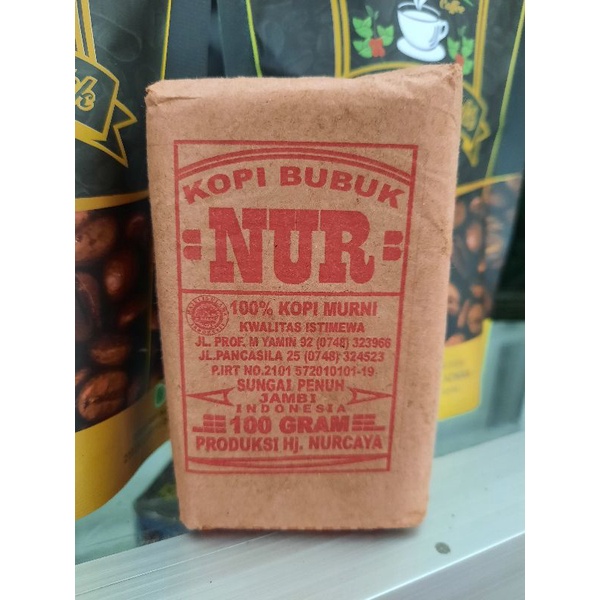 KOPI BUBUK
NUR
100% KOPI MURNI
KWALITAS ISTIMEWA
JL. PROF. M YAMIN 92 (0748) 323966
JL.PANCASILA 25 (0748) 324523
P.IRT NO.2101 572010101-19
SUNGAI PENUH
JAMBI
INDONESIA
100 GRAM
PRODUKSI Hj. NURCAYA
Coffee